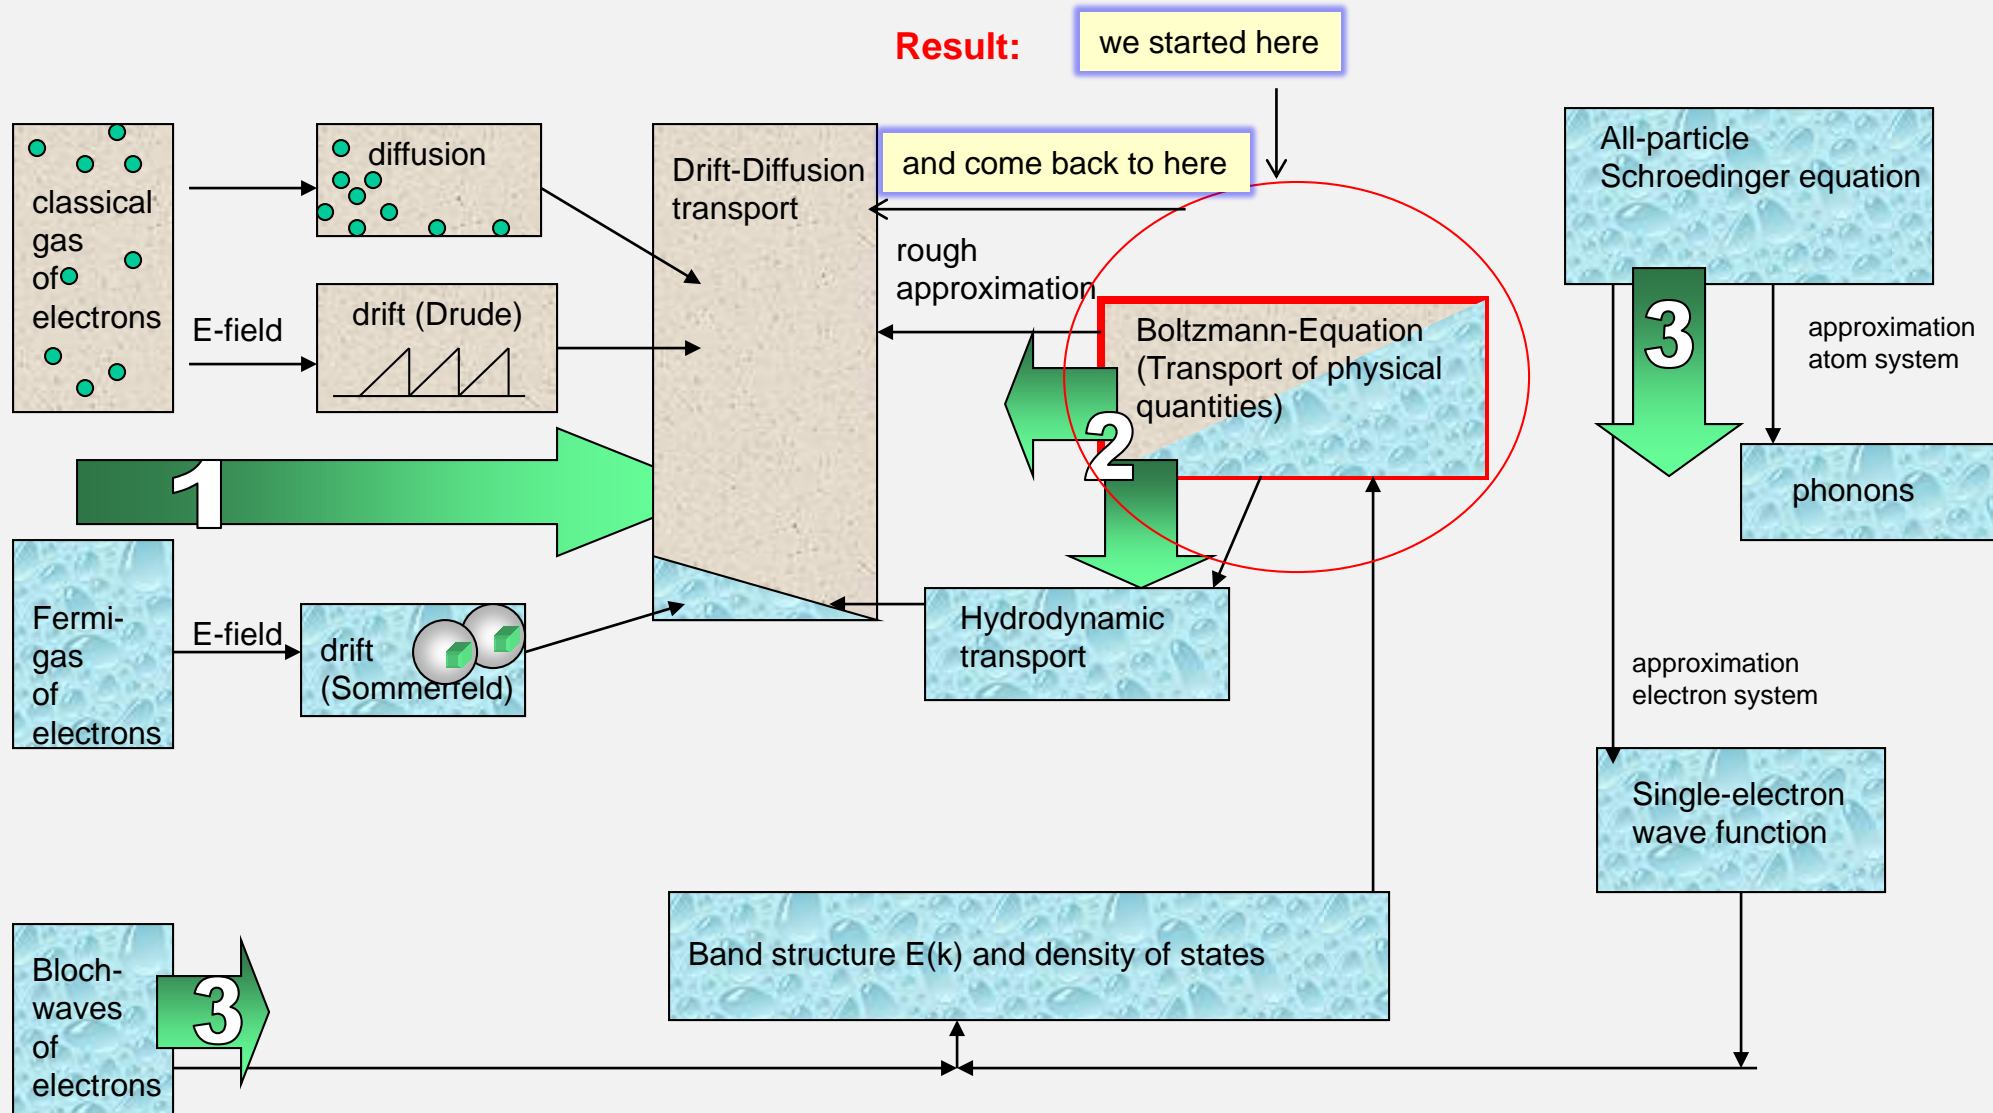 Result:
we started here
and come back to here
classical
gas
of
electrons
diffusion
E-field
drift (Drude)
Drift-Diffusion
transport
rough
approximation
Boltzmann-Equation
(Transport of physical
quantities)
All-particle
Schroedinger equation
3
approximation
atom system
phonons
1
2
Fermi-
gas
of
electrons
E-field
drift
(Sommerfeld)
Hydrodynamic
transport
approximation
electron system
Single-electron
wave function
Band structure E(k) and density of states
Bloch-
waves
of
electrons
3